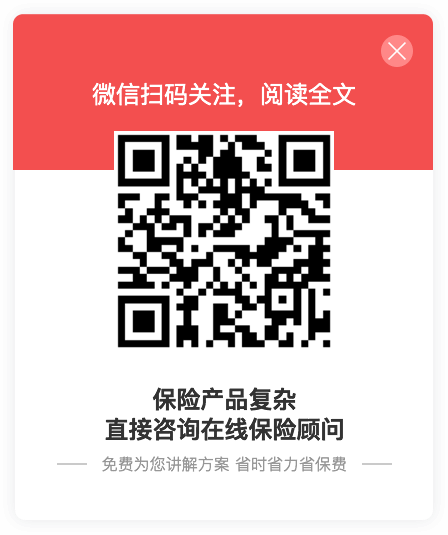 微信扫码关注，阅读全文
保险产品复杂
直接咨询在线保险顾问
免费为您讲解方案 省时省力省保费